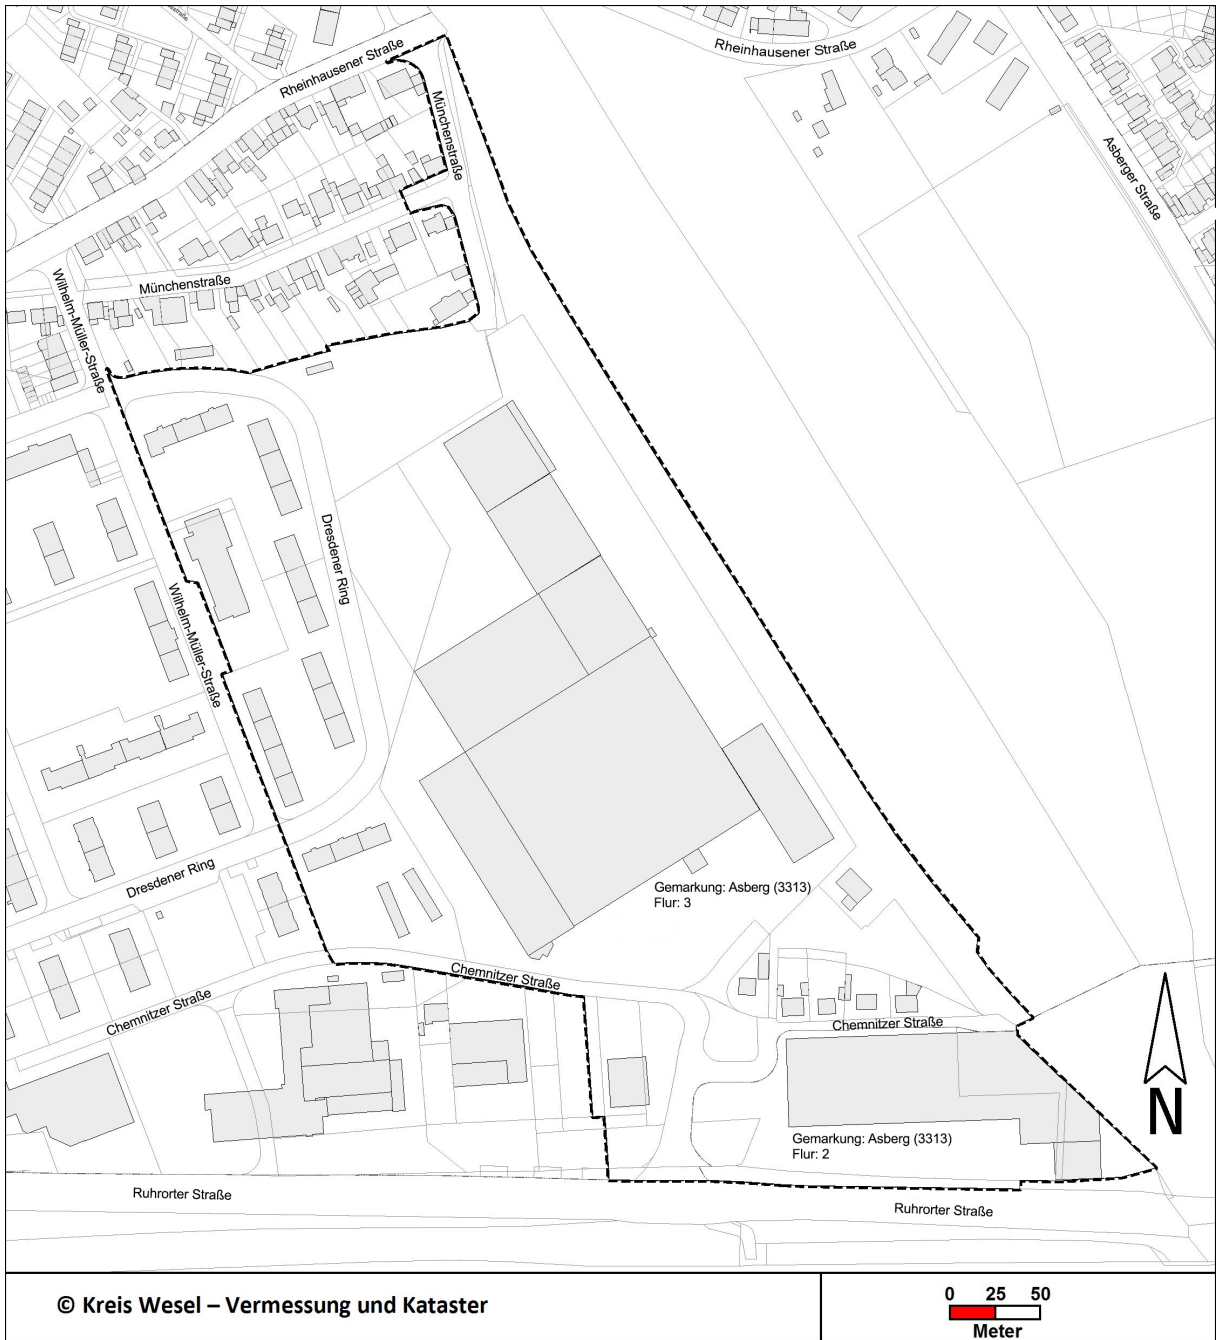 Rheinhausener Straße
Rheinhausener Straße
Münchenstraße
Asberger Straße
Wilhelm-Müller-Straße
Münchenstraße
Dresdener Ring
Wilhelm-Müller-Straße
Dresdener Ring
Gemarkung: Asberg (3313)
Flur: 3
Chemnitzer Straße
Chemnitzer Straße
Chemnitzer Straße
N
Gemarkung: Asberg (3313)
Flur: 2
Ruhrorter Straße
Ruhrorter Straße
© Kreis Wesel – Vermessung und Kataster
0 25 50
Meter